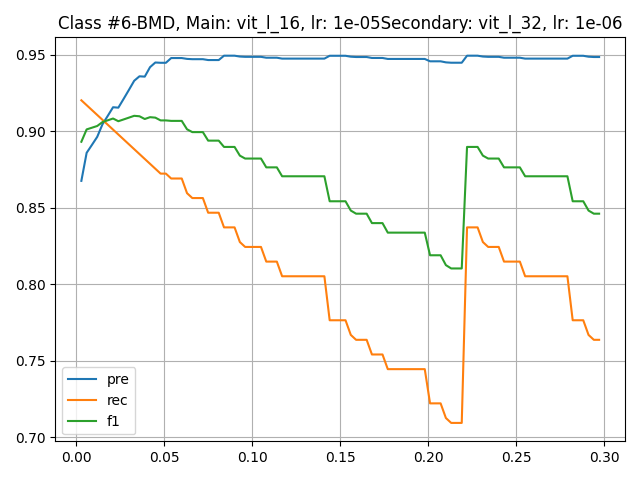 Class #6-BMD, Main: vit_l_16, lr: 1e-05Secondary: vit_l_32, lr: 1e-06
0.95
0.90
0.85
0.80
0.75
0.70
pre
rec
f1
0.00 0.05 0.10 0.15 0.20 0.25 0.30